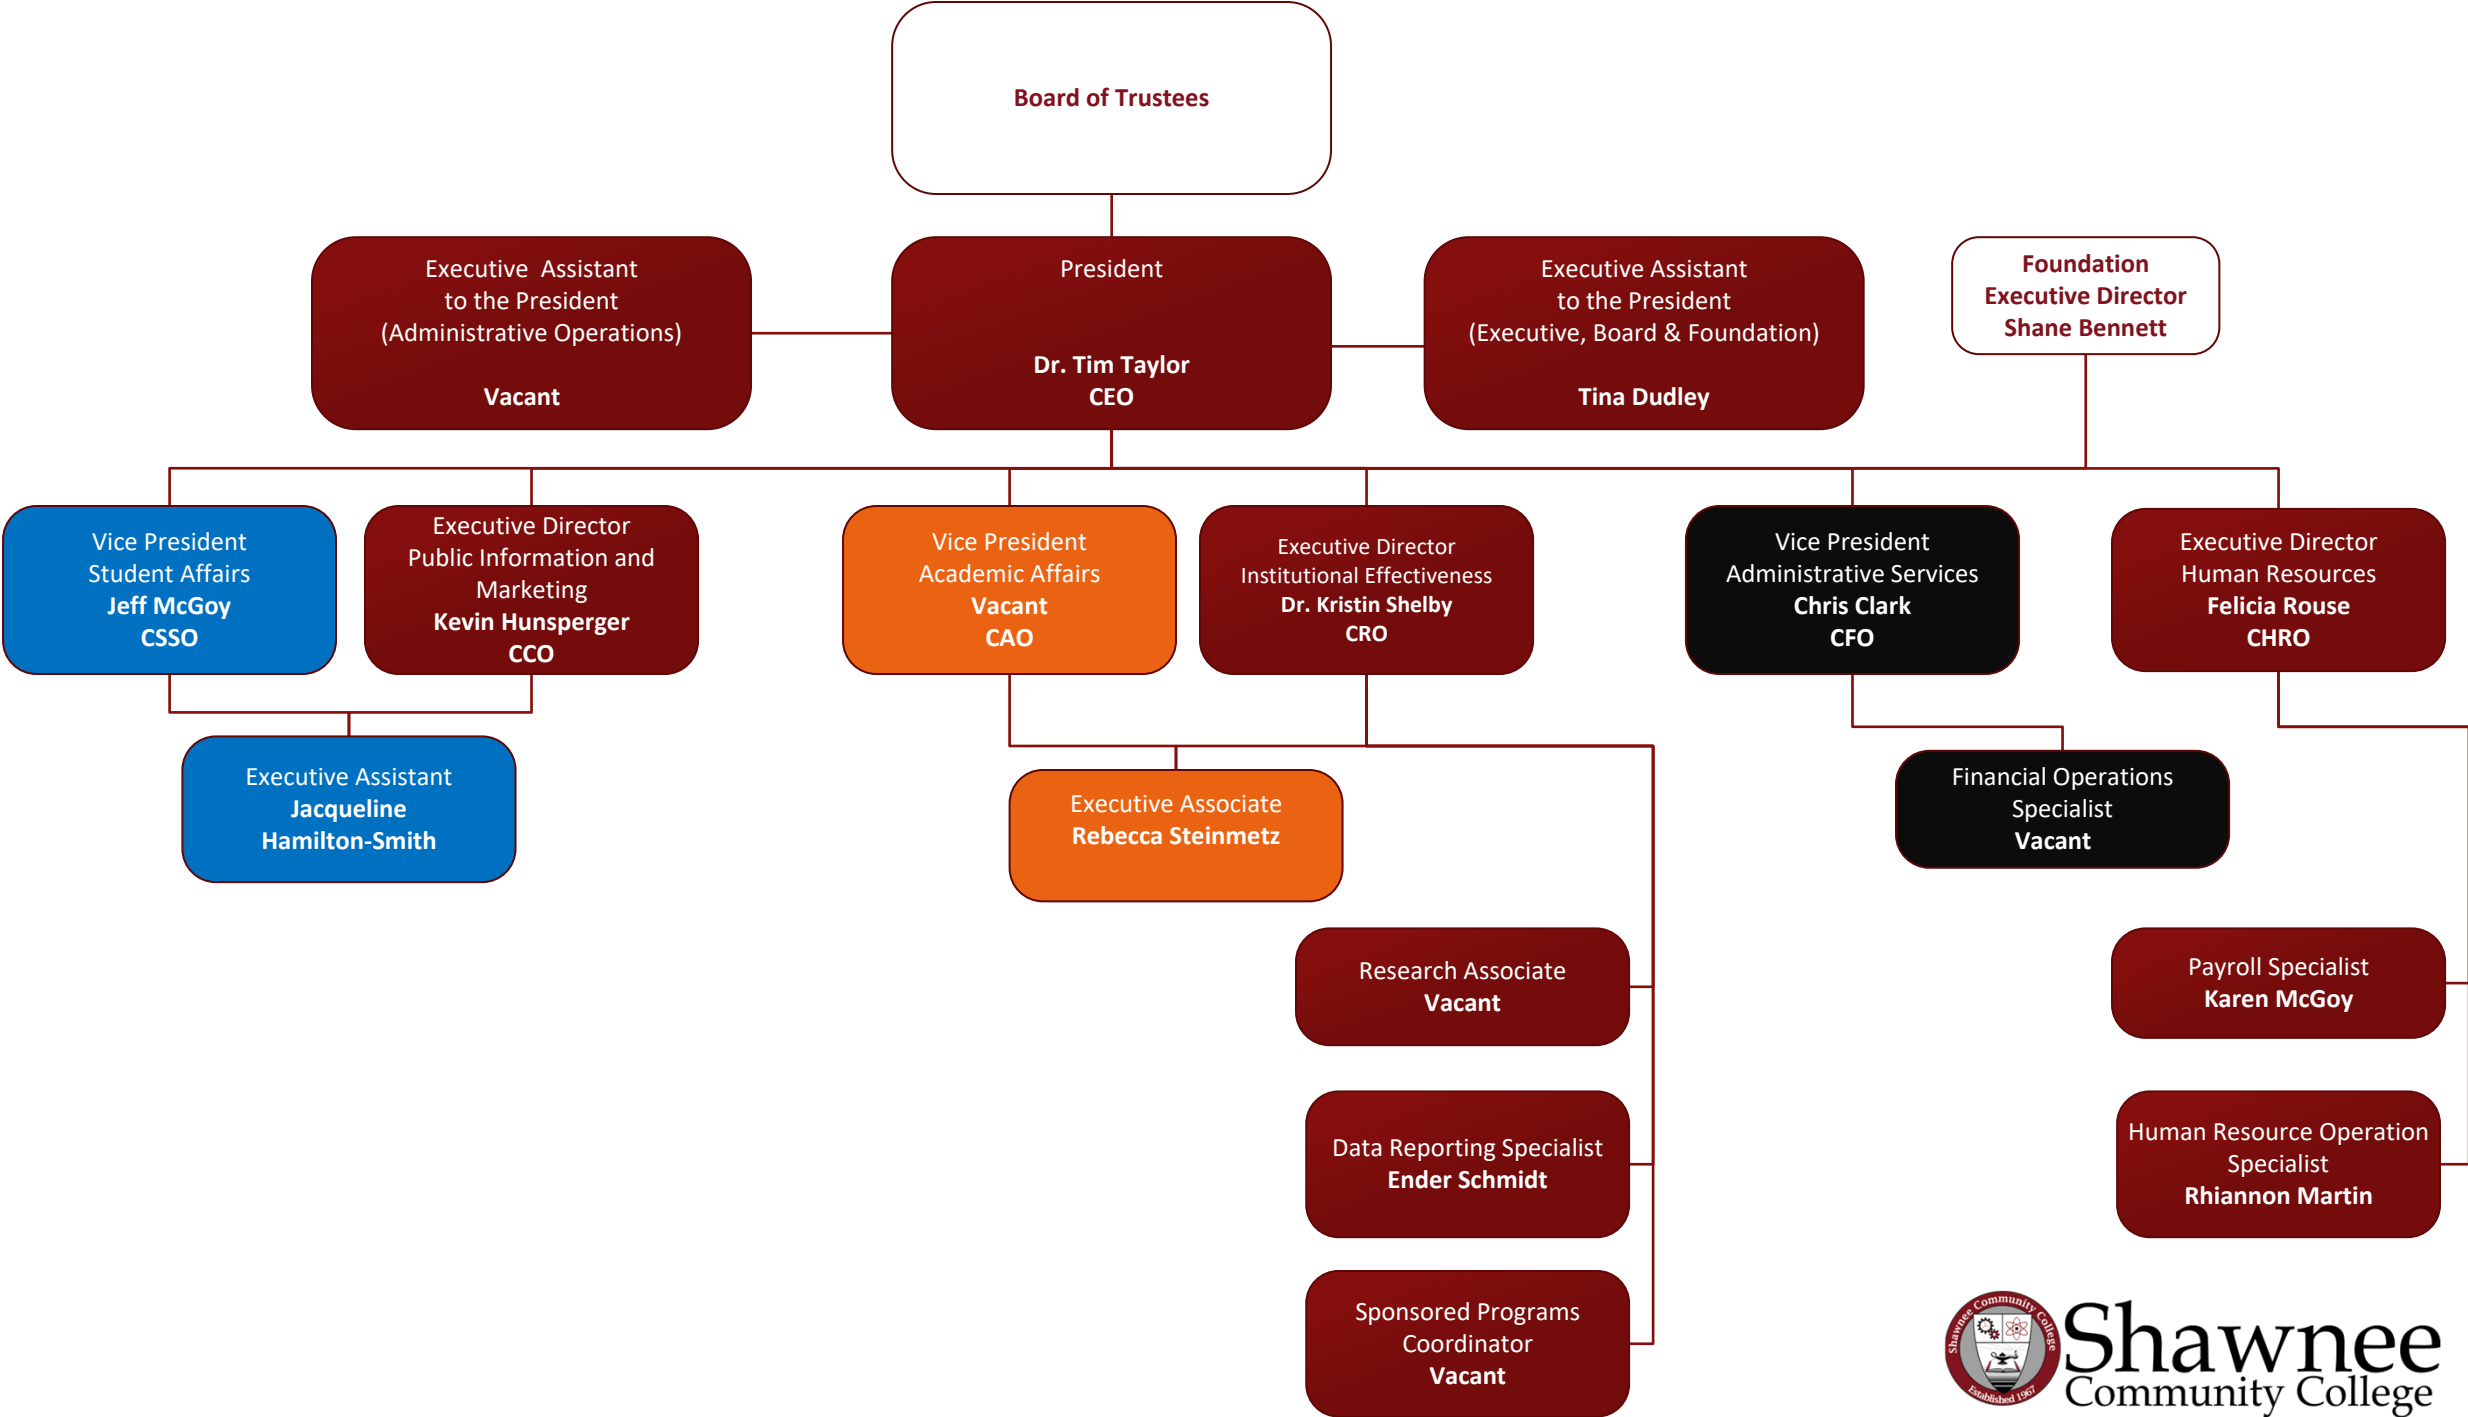 Board of Trustees
Executive  Assistant
to the President
(Administrative Operations)
Vacant
President
Dr. Tim Taylor
CEO
Executive Assistant
to the President
(Executive, Board & Foundation)
Tina Dudley
Foundation
Executive Director
Shane Bennett
Vice President
Student Affairs
Jeff McGoy
CSSO
Executive Director
Public Information and
Marketing
Kevin Hunsperger
CCO
Vice President
Academic Affairs
Vacant
CAO
Executive Director
Institutional Effectiveness
Dr. Kristin Shelby
CRO
Vice President
Administrative Services
Chris Clark
CFO
Executive Director
Human Resources
Felicia Rouse
CHRO
Executive Assistant
Jacqueline
Hamilton-Smith
Executive Associate
Rebecca Steinmetz
Financial Operations
Specialist
Vacant
Research Associate
Vacant
Payroll Specialist
Karen McGoy
Data Reporting Specialist
Ender Schmidt
Human Resource Operation
Specialist
Rhiannon Martin
Sponsored Programs
Coordinator
Vacant
Shawnee Community College
Established 1967
Shawnee
Community College